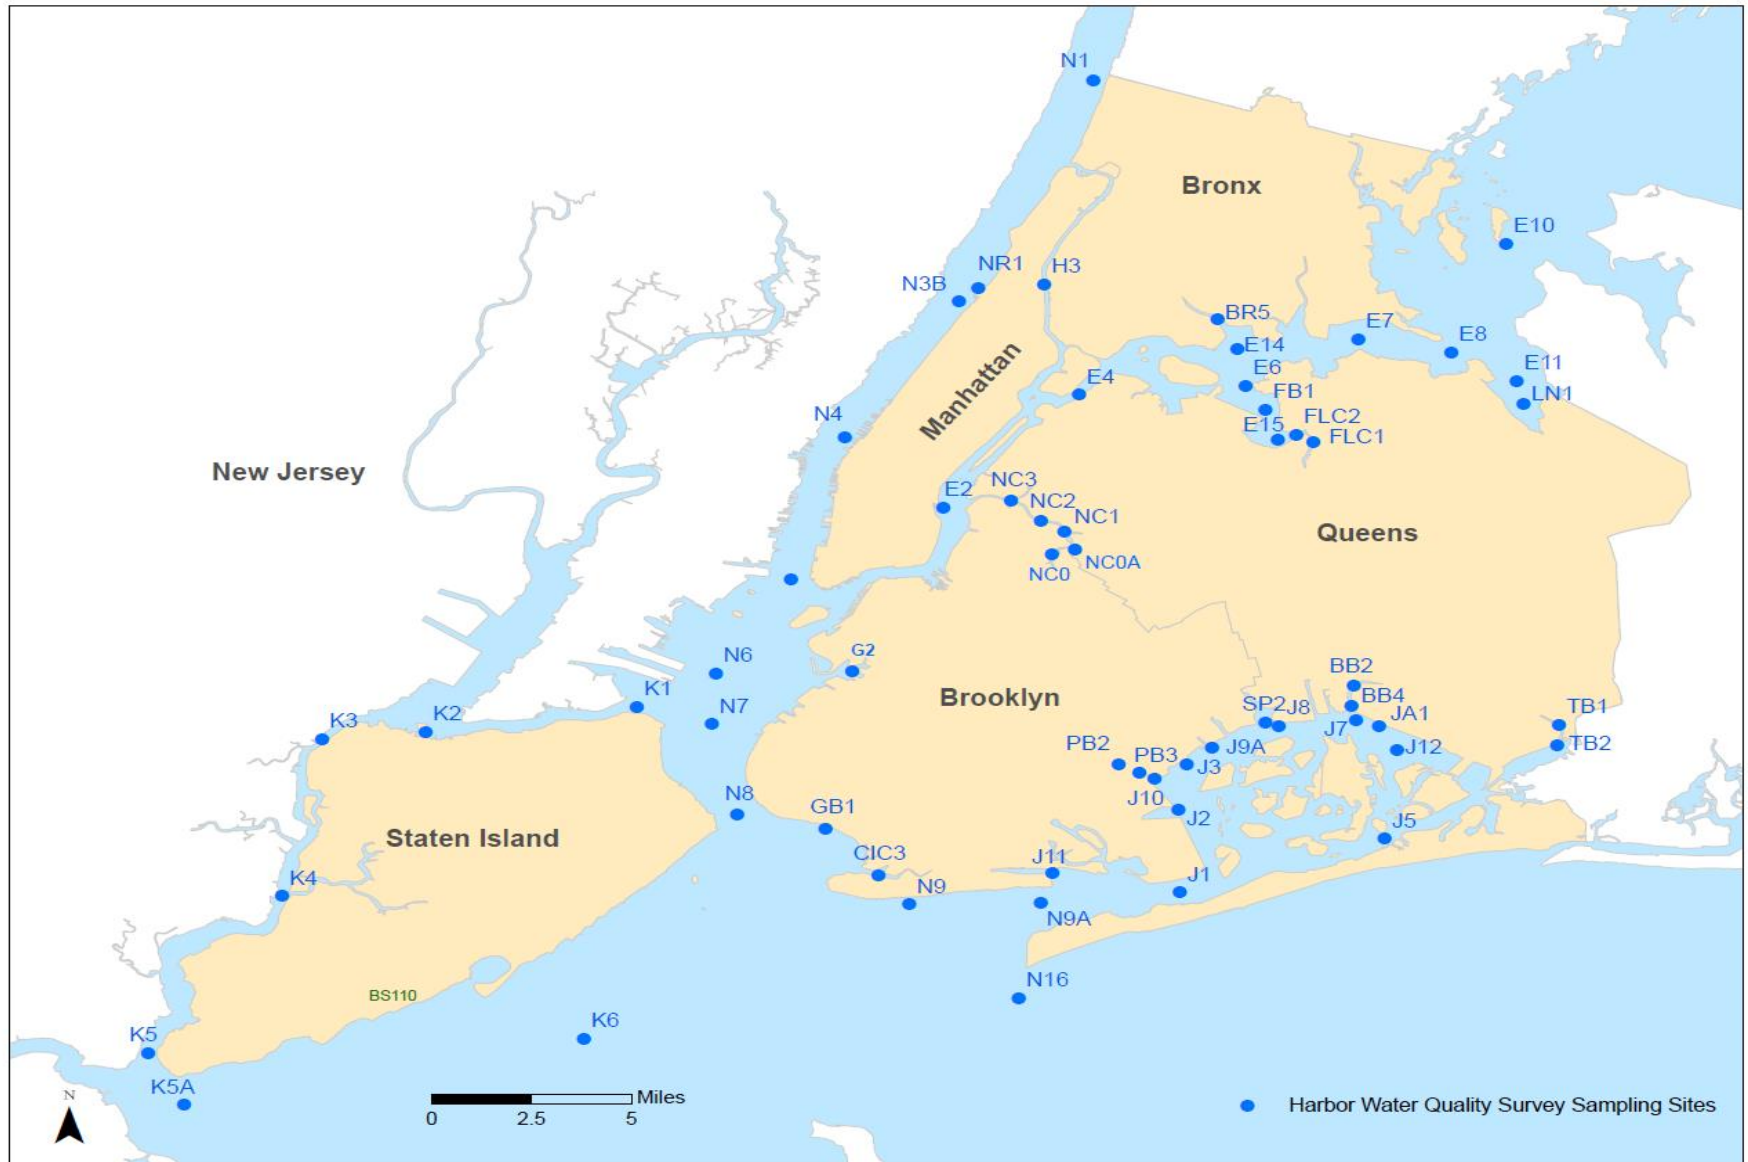 N1
Bronx
E10
NR1
H3
N3B
BR5
E7
E8
E14
E6
E11
E4
FB1
LN1
Manhattan
N4
FLC2
E15
FLC1
New Jersey
NC3
E2
NC2
NC1
Queens
NC0A
NC0
G2
N6
BB2
K1
Brooklyn
BB4
SP2
J8
N7
K3
K2
J7
JA1
TB1
TB2
J9A
J12
PB2
PB3
J3
J10
N8
GB1
J2
J5
Staten Island
CIC3
J11
K4
J1
N9
N9A
N16
BS110
K6
K5
K5A
N
Miles
0
2.5
5
Harbor Water Quality Survey Sampling Sites